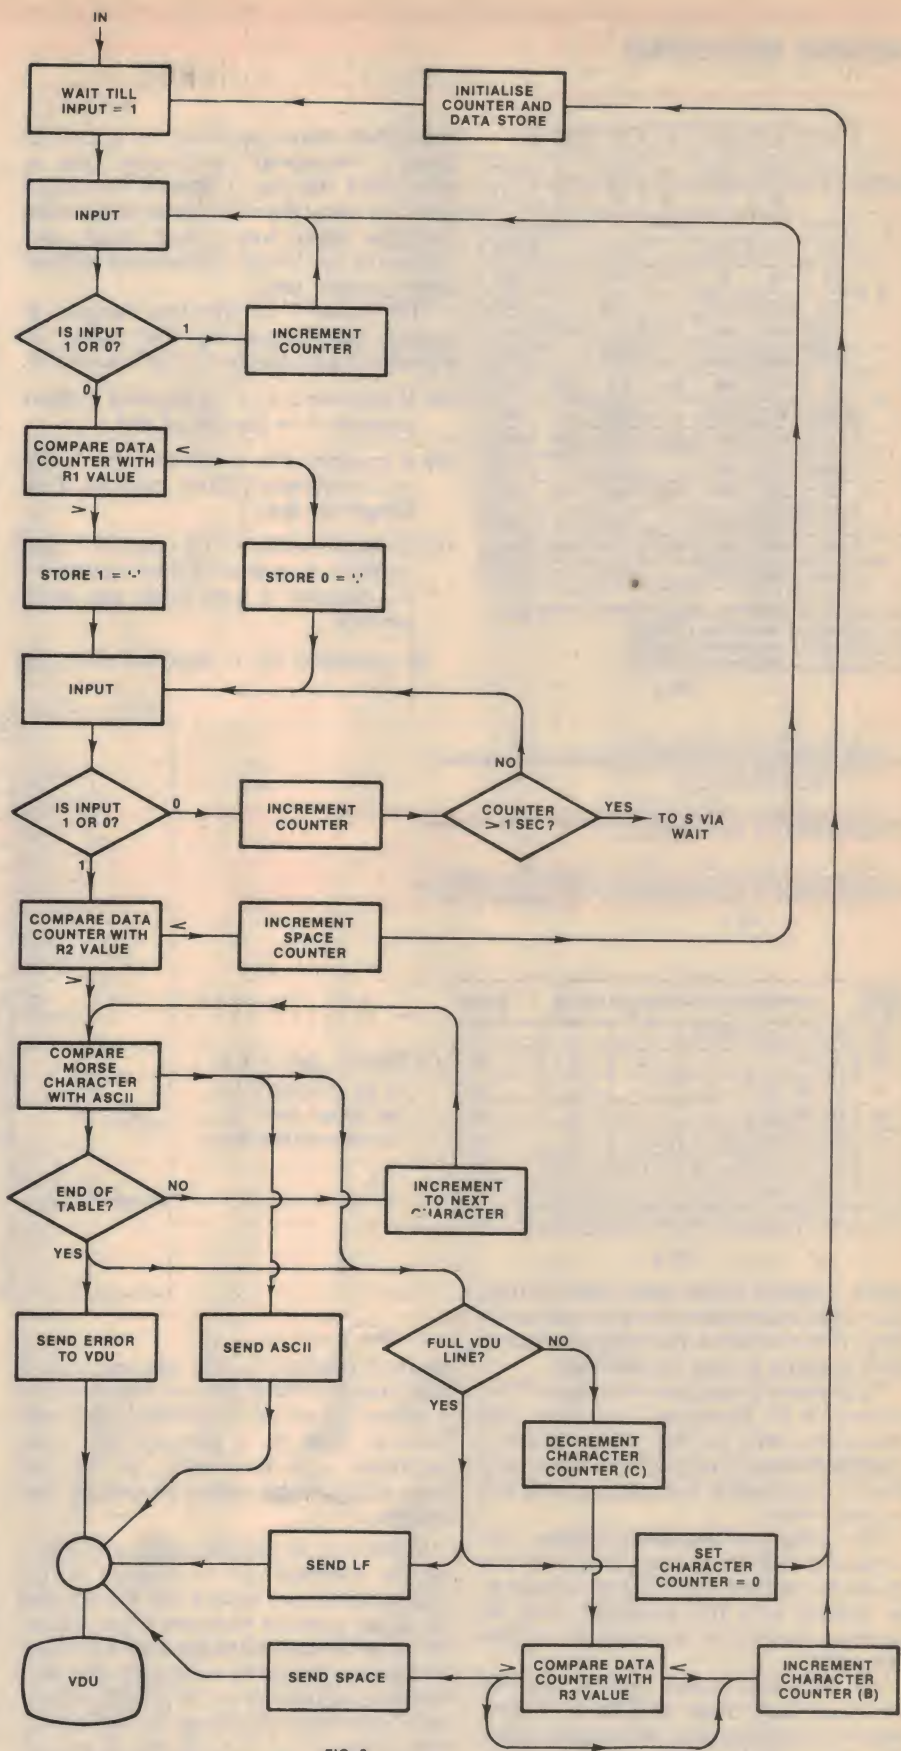 IN
WAIT TILL
INPUT = 1
INITIALISE
COUNTER AND
DATA STORE
INPUT
IS INPUT
1 OR 0?
1
INCREMENT
COUNTER
0
COMPARE DATA
COUNTER WITH
R1 VALUE
<
>
STORE 1 = '-'
STORE 0 = '.'
INPUT
NO
IS INPUT
1 OR 0?
0
INCREMENT
COUNTER
COUNTER
> 1 SEC?
YES
TO S VIA
WAIT
1
COMPARE DATA
COUNTER WITH
R2 VALUE
<
INCREMENT
SPACE
COUNTER
>
COMPARE
MORSE
CHARACTER
WITH ASCII
END OF
TABLE?
NO
INCREMENT
TO NEXT
CHARACTER
YES
SEND ERROR
TO VDU
SEND ASCII
FULL VDU
LINE?
NO
YES
DECREMENT
CHARACTER
COUNTER (C)
SEND LF
SET
CHARACTER
COUNTER = 0
VDU
SEND SPACE
>
COMPARE DATA
COUNTER WITH
R3 VALUE
<
INCREMENT
CHARACTER
COUNTER (B)